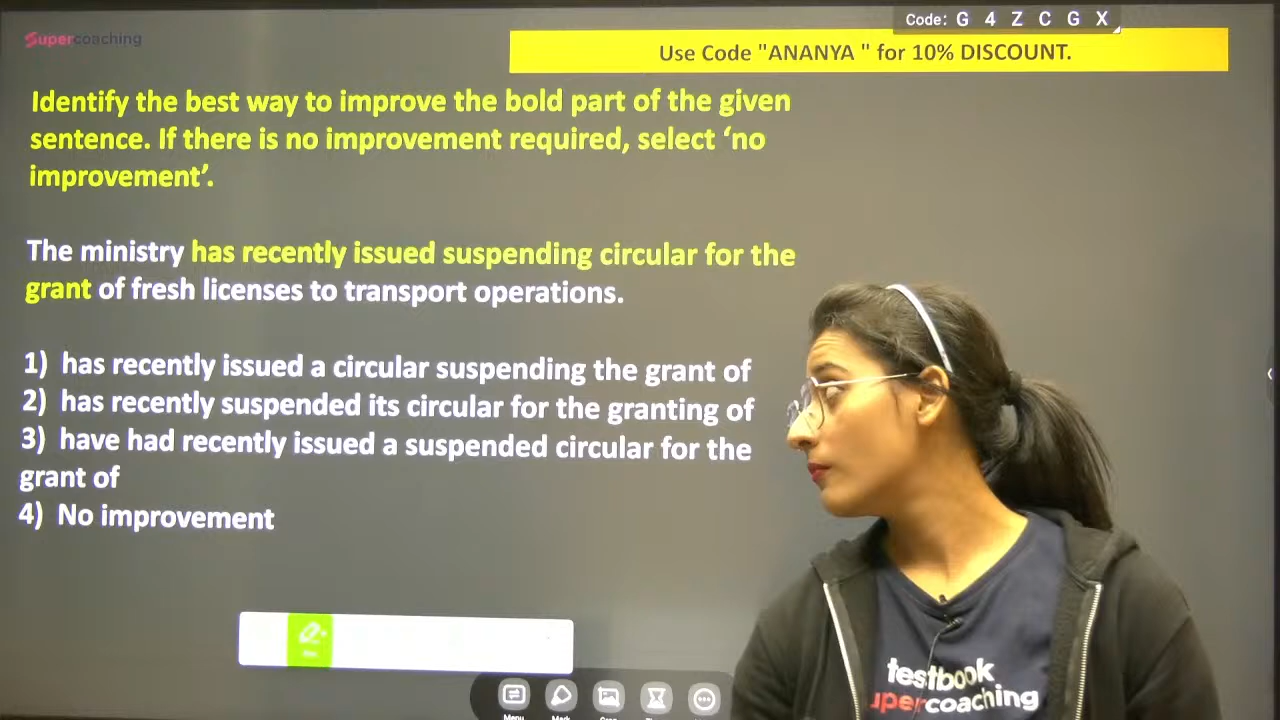 Code: G 4 Z C G X
Supercoaching
Use Code "ANANYA " for 10% DISCOUNT.
Identify the best way to improve the bold part of the given
sentence. If there is no improvement required, select ‘no
improvement’.
The ministry has recently issued suspending circular for the
grant of fresh licenses to transport operations.
1) has recently issued a circular suspending the grant of
2) has recently suspended its circular for the granting of
3) have had recently issued a suspended circular for the
grant of
4) No improvement
testbook
upercoaching
Menu